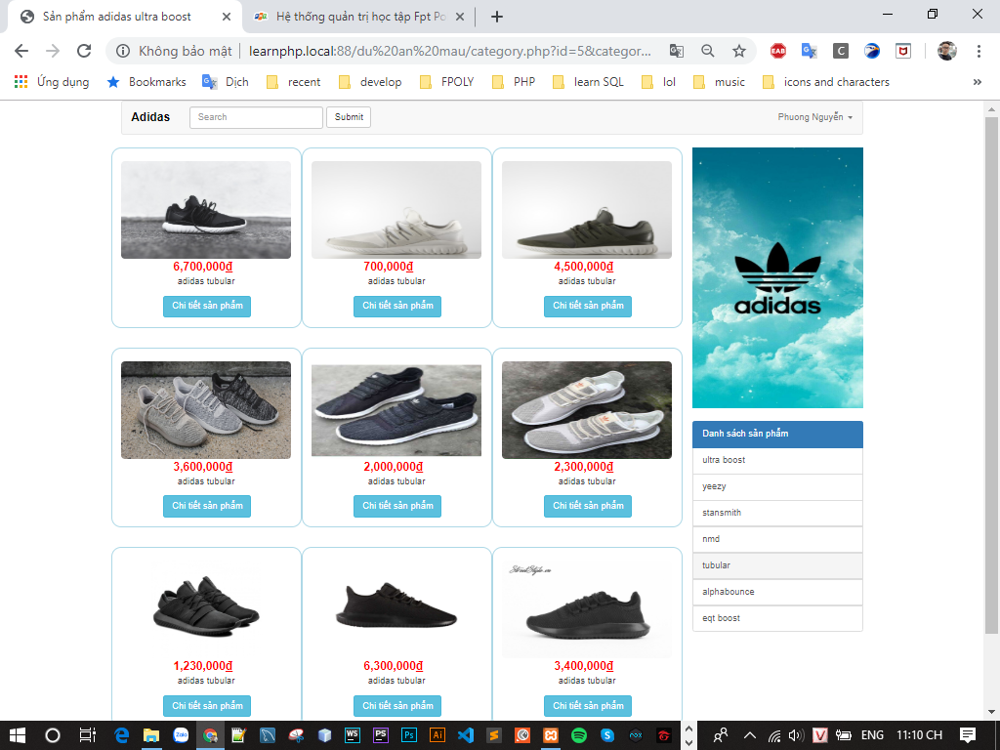 Sản phẩm adidas ultra boost
Hệ thống quản trị học tập Fpt Po
Không bảo mật
learnphp.local:88/du%20an%20mau/category.php?id=5&categor...
Ứng dụng
Bookmarks
Dịch
recent
develop
FPOLY
PHP
learn SQL
lol
music
icons and characters
»
Adidas
Search
Submit
Phuong Nguyễn
6,700,000₫
adidas tubular
Chi tiết sản phẩm
700,000₫
adidas tubular
Chi tiết sản phẩm
4,500,000₫
adidas tubular
Chi tiết sản phẩm
3,600,000₫
adidas tubular
Chi tiết sản phẩm
2,000,000₫
adidas tubular
Chi tiết sản phẩm
2,300,000₫
adidas tubular
Chi tiết sản phẩm
1,230,000₫
adidas tubular
Chi tiết sản phẩm
6,300,000₫
adidas tubular
Chi tiết sản phẩm
3,400,000₫
adidas tubular
Chi tiết sản phẩm
adidas
Danh sách sản phẩm
ultra boost
yeezy
stansmith
nmd
tubular
alphabounce
eqt boost
ENG
11:10 CH